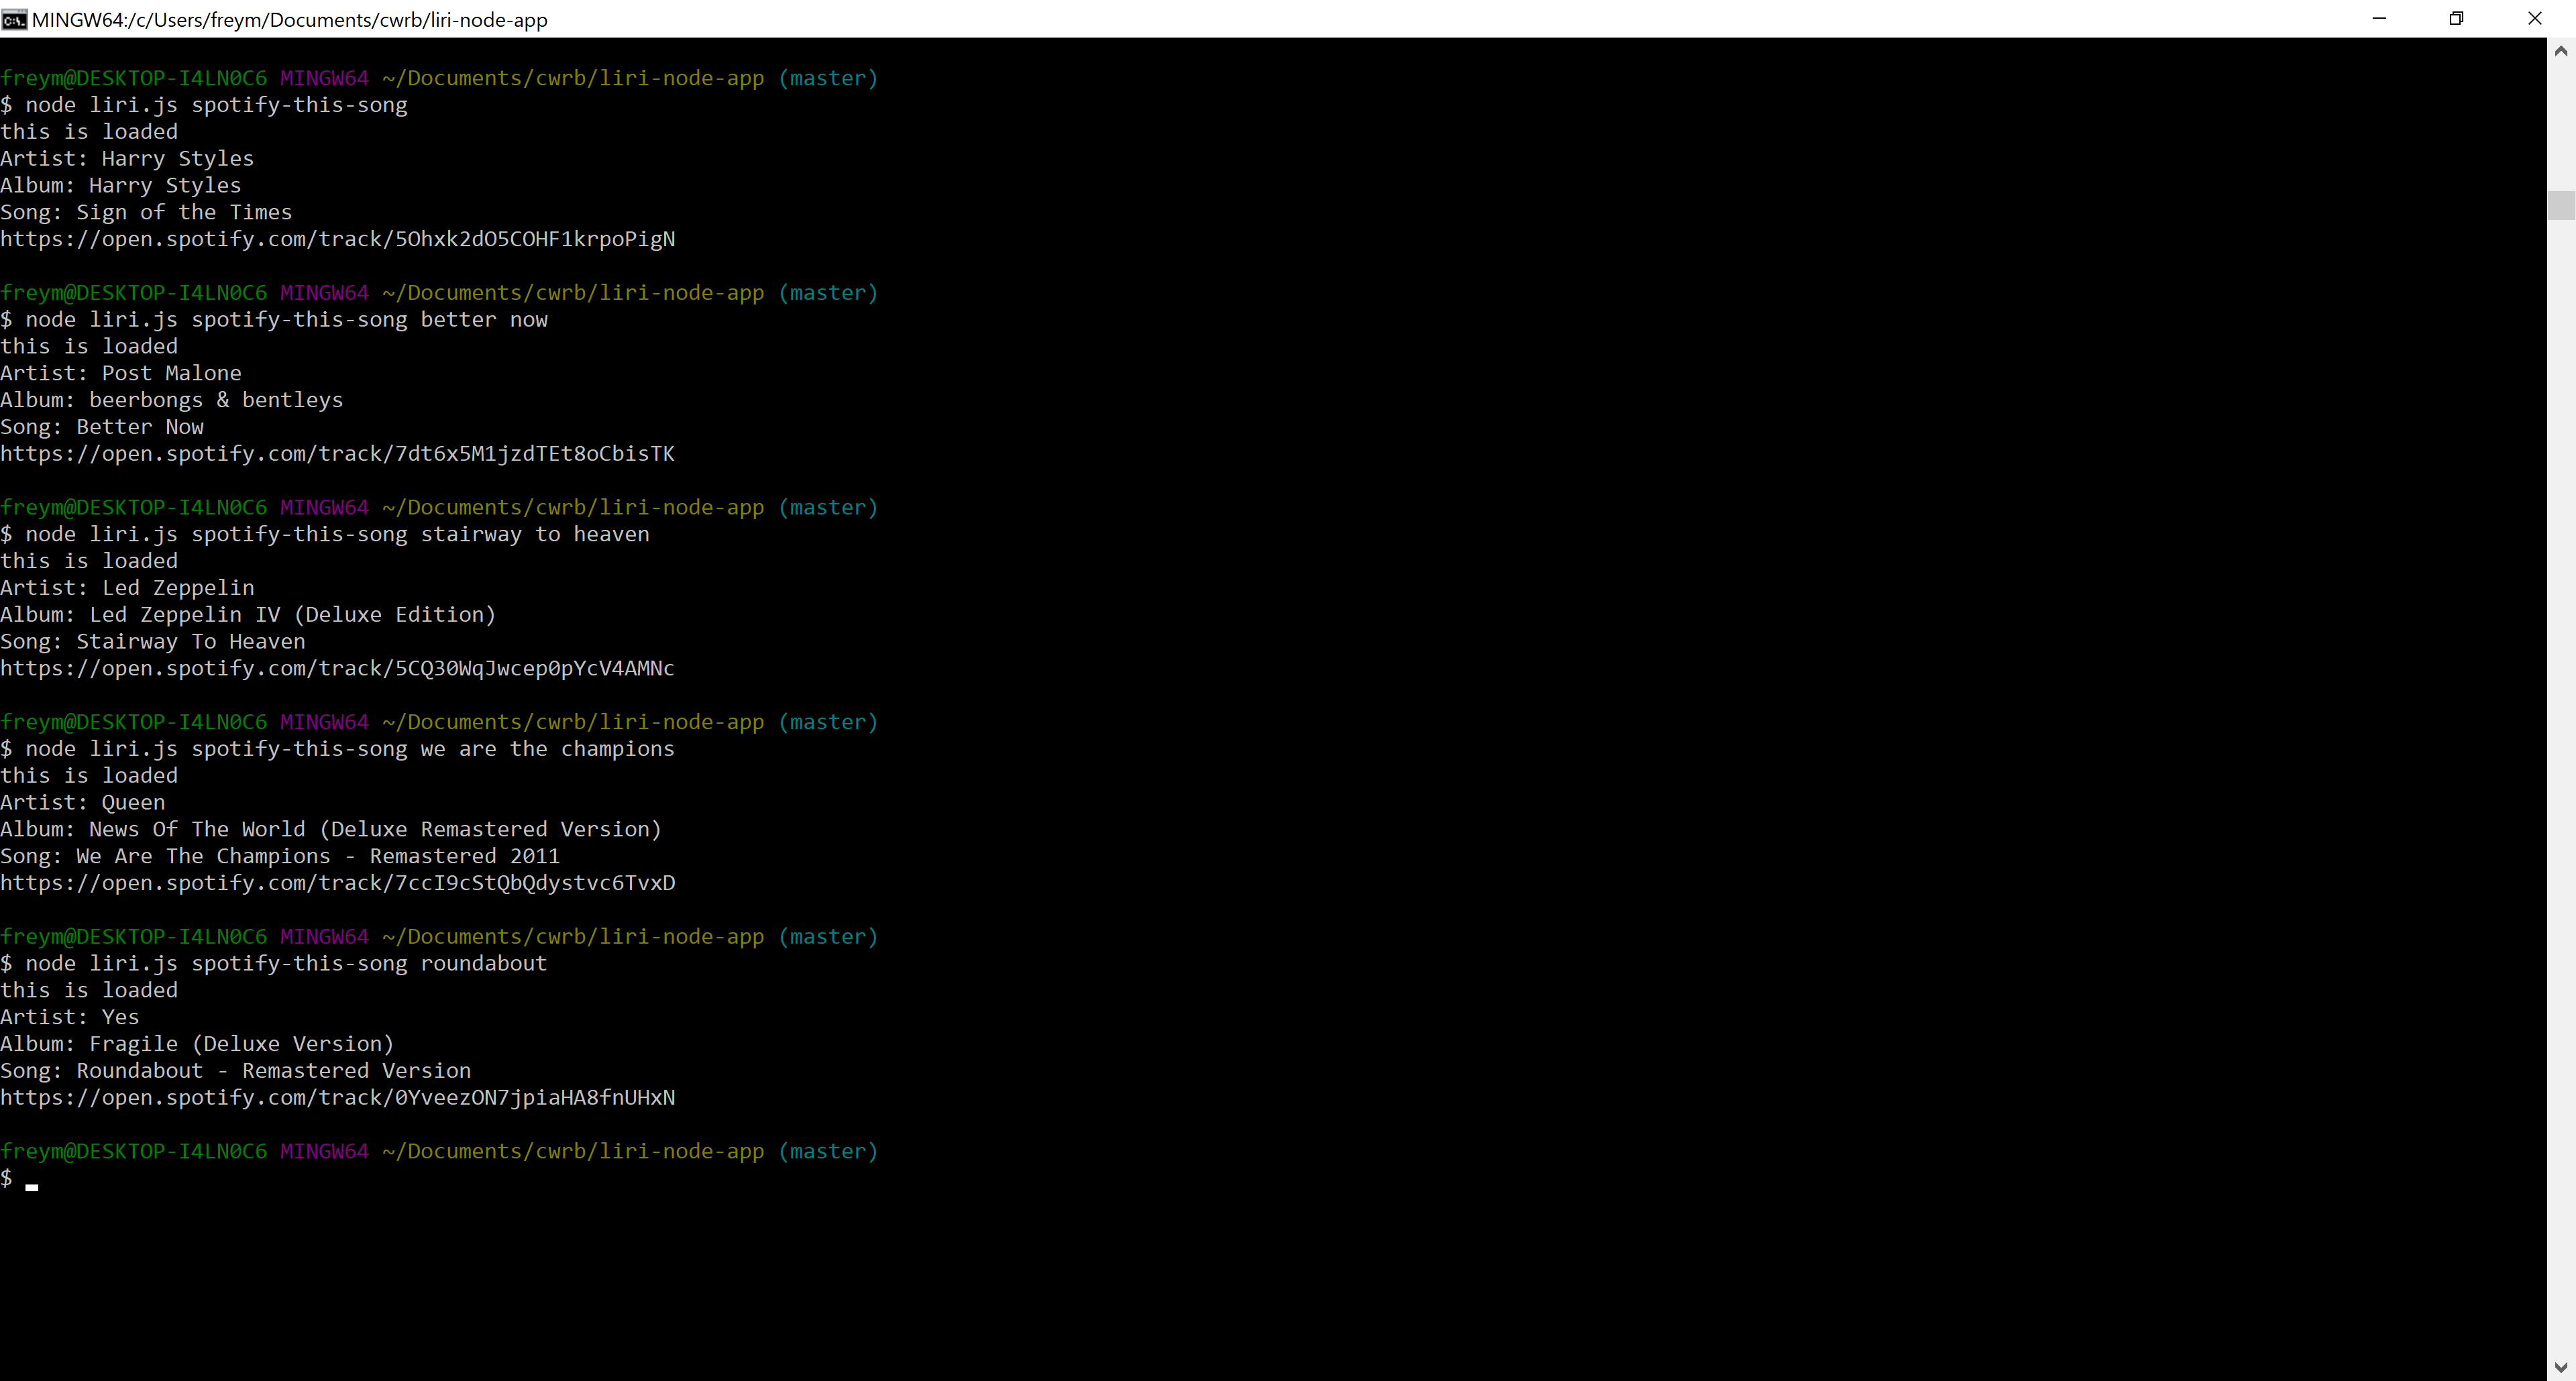 MINGW64:/c/Users/freym/Documents/cwrb/liri-node-app
freym@DESKTOP-I4LN0C6 MINGW64 ~/Documents/cwrb/liri-node-app (master)
$ node liri.js spotify-this-song
this is loaded
Artist: Harry Styles
Album: Harry Styles
Song: Sign of the Times
https://open.spotify.com/track/5Ohxk2dO5COHF1krpoPigN
freym@DESKTOP-I4LN0C6 MINGW64 ~/Documents/cwrb/liri-node-app (master)
$ node liri.js spotify-this-song better now
this is loaded
Artist: Post Malone
Album: beerbongs & bentleys
Song: Better Now
https://open.spotify.com/track/7dt6x5M1jzdTEt8oCbisTK
freym@DESKTOP-I4LN0C6 MINGW64 ~/Documents/cwrb/liri-node-app (master)
$ node liri.js spotify-this-song stairway to heaven
this is loaded
Artist: Led Zeppelin
Album: Led Zeppelin IV (Deluxe Edition)
Song: Stairway To Heaven
https://open.spotify.com/track/5CQ30WqJwcep0pYcV4AMNc
freym@DESKTOP-I4LN0C6 MINGW64 ~/Documents/cwrb/liri-node-app (master)
$ node liri.js spotify-this-song we are the champions
this is loaded
Artist: Queen
Album: News Of The World (Deluxe Remastered Version)
Song: We Are The Champions - Remastered 2011
https://open.spotify.com/track/7ccI9cStQbQdystvc6TvxD
freym@DESKTOP-I4LN0C6 MINGW64 ~/Documents/cwrb/liri-node-app (master)
$ node liri.js spotify-this-song roundabout
this is loaded
Artist: Yes
Album: Fragile (Deluxe Version)
Song: Roundabout - Remastered Version
https://open.spotify.com/track/0YveezON7jpiaHA8fnUHxN
freym@DESKTOP-I4LN0C6 MINGW64 ~/Documents/cwrb/liri-node-app (master)
$